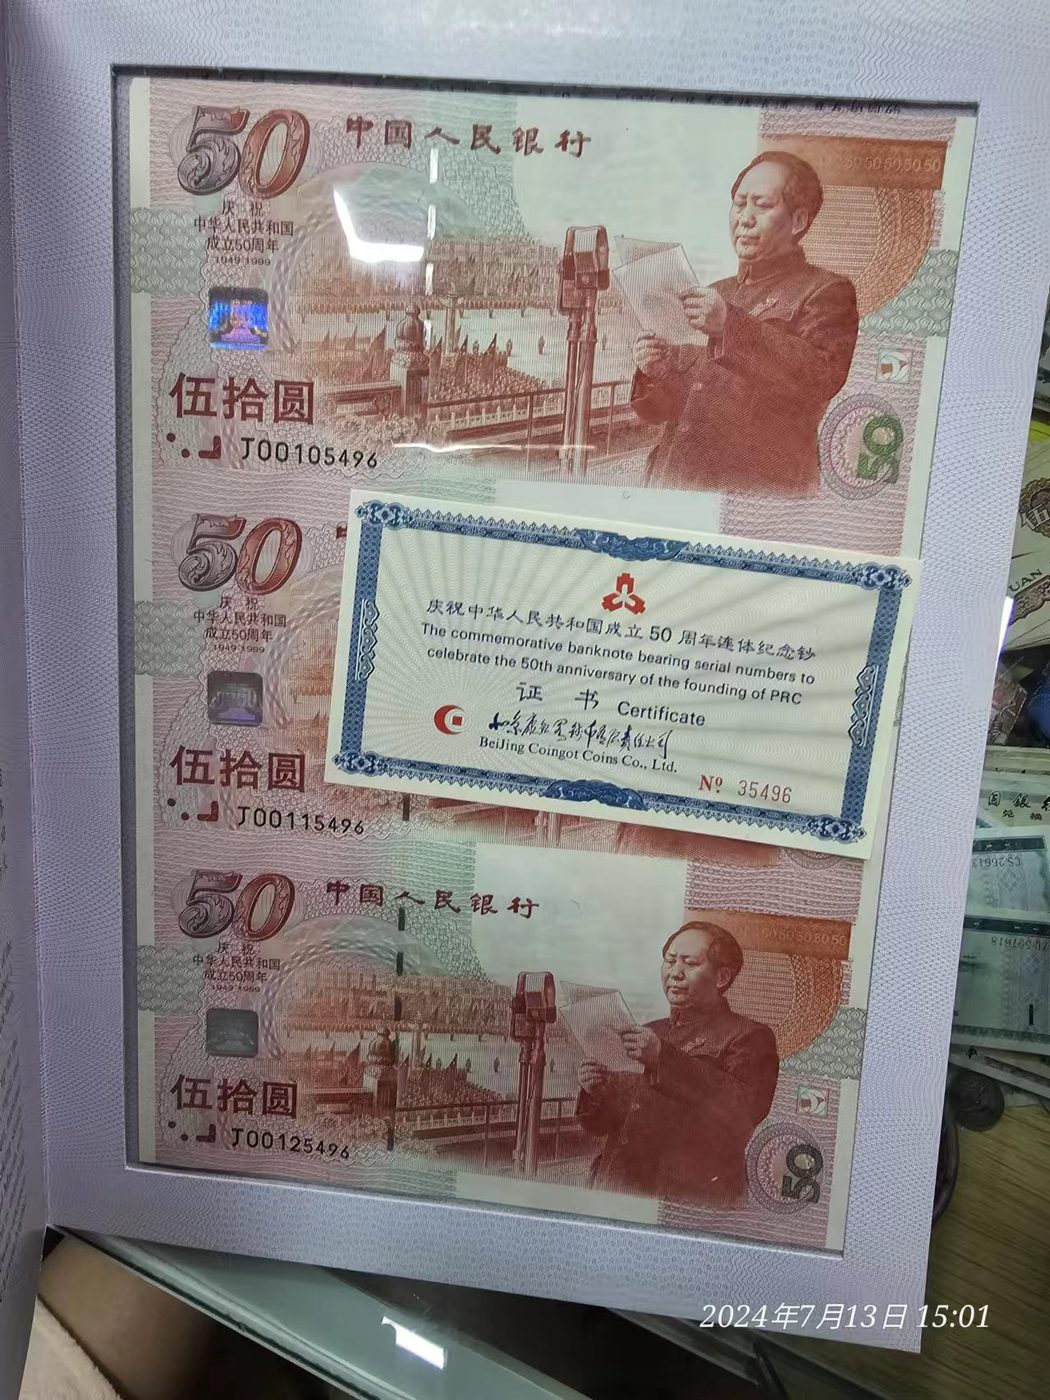 50
中国人民银行
5050505050
庆祝
中华人民共和国
成立50周年
1949-1999
伍拾圆
J00105496
50
50
庆祝
中华人民共和国
成立50周年
1949-1999
伍拾圆
J00115496
庆祝中华人民共和国成立50周年连体纪念钞
The commemorative banknote bearing serial numbers to
celebrate the 50th anniversary of the founding of PRC
证 书 Certificate
BeiJing Coingot Coins Co., Ltd.
Nº 35496
50
中国人民银行
庆祝
中华人民共和国
成立50周年
1949-1999
伍拾圆
J00125496
50
2024年7月13日 15:01